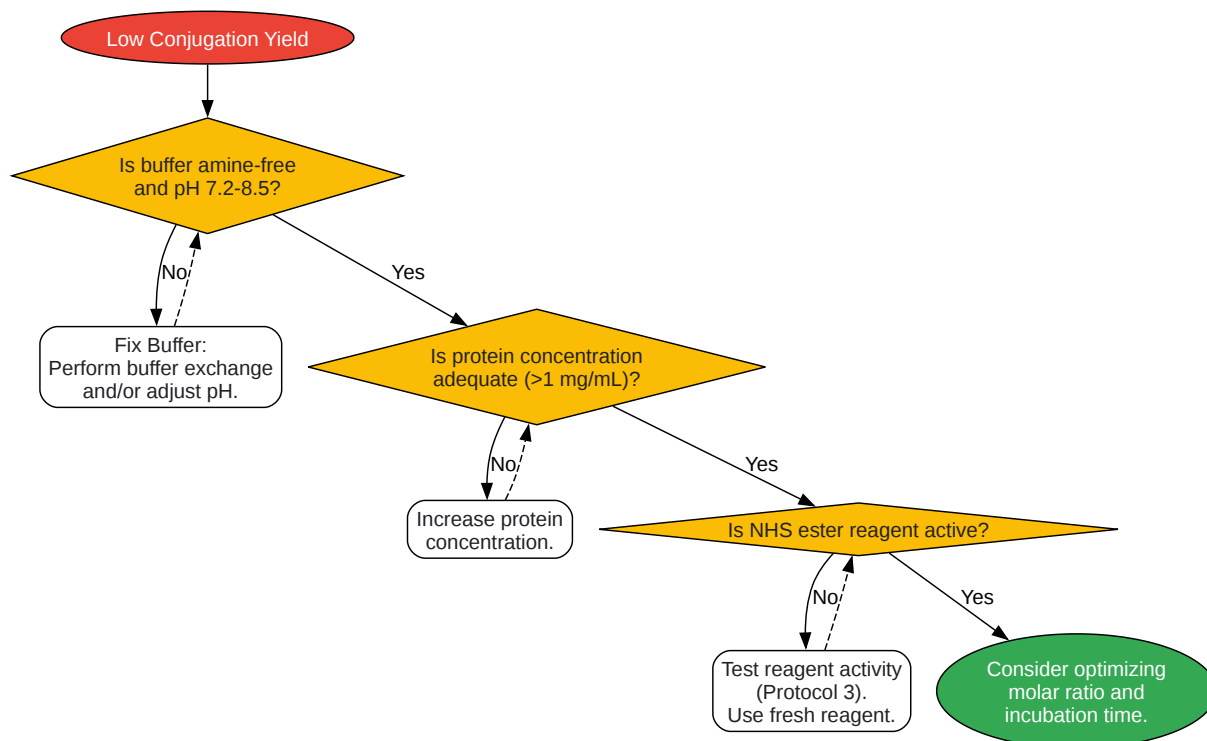 Low Conjugation Yield
Is buffer amine-free
and pH 7.2-8.5?
No
Yes
Fix Buffer:
Perform buffer exchange
and/or adjust pH.
Is protein concentration
adequate (>1 mg/mL)?
No
Yes
Increase protein
concentration.
Is NHS ester reagent active?
No
Yes
Test reagent activity
(Protocol 3).
Use fresh reagent.
Consider optimizing
molar ratio and
incubation time.